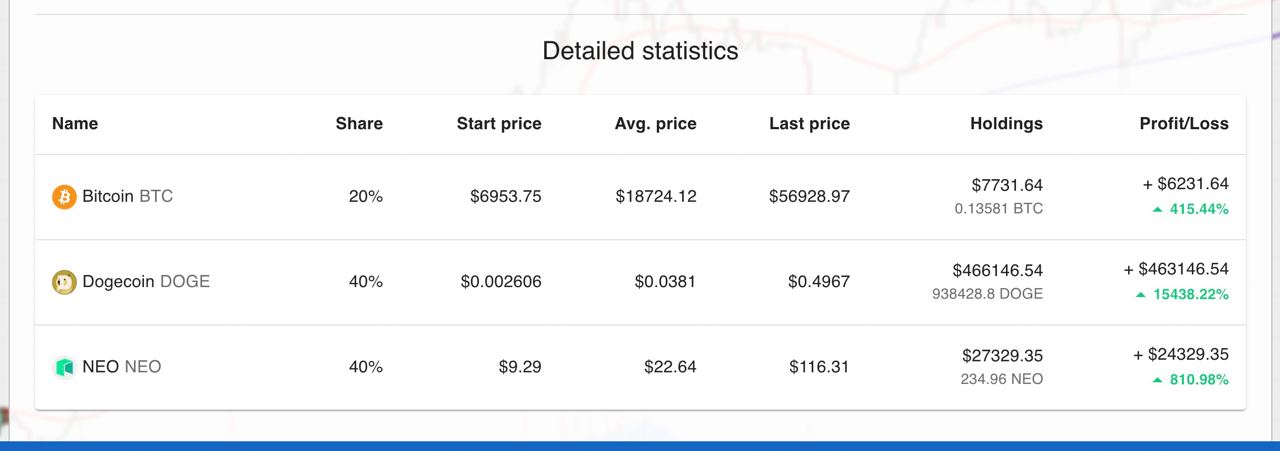 Detailed statistics
Name Share Start price Avg. price Last price Holdings Profit/Loss
Bitcoin BTC 20% $6953.75 $18724.12 $56928.97 $7731.64 + $6231.64
0.13581 BTC 415.44%
Dogecoin DOGE 40% $0.002606 $0.0381 $0.4967 $466146.54 + $463146.54
938428.8 DOGE 15438.22%
NEO NEO 40% $9.29 $22.64 $116.31 $27329.35 + $24329.35
234.96 NEO 810.98%